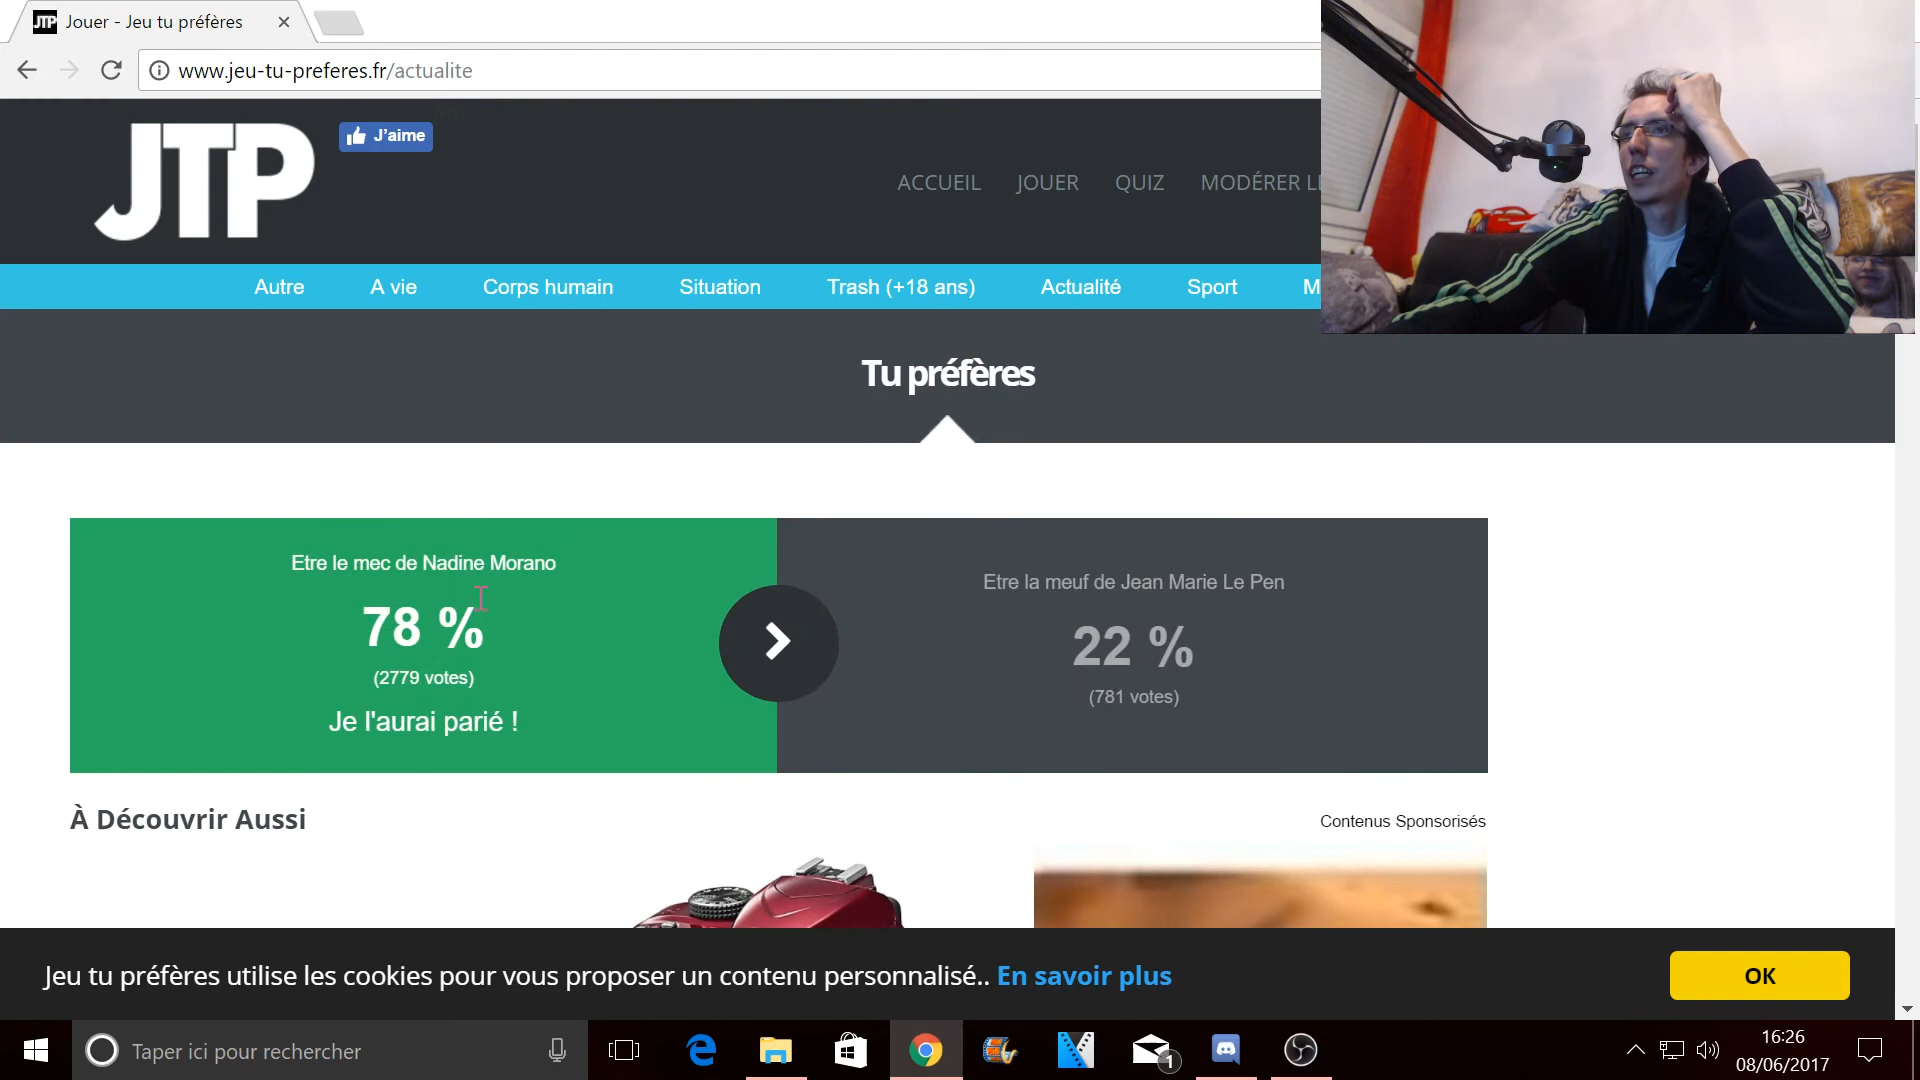 JTP Jouer - Jeu tu préfères
www.jeu-tu-preferes.fr/actualite
JTP
J'aime
ACCUEIL JOUER QUIZ MODÉRER
Autre A vie Corps humain Situation Trash (+18 ans) Actualité Sport M
Tu préfères
Etre le mec de Nadine Morano
78 %
(2779 votes)
Je l'aurai parié !
Etre la meuf de Jean Marie Le Pen
22 %
(781 votes)
À Découvrir Aussi
Contenus Sponsorisés
Jeu tu préfères utilise les cookies pour vous proposer un contenu personnalisé.. En savoir plus
OK
Taper ici pour rechercher
1
16:26
08/06/2017